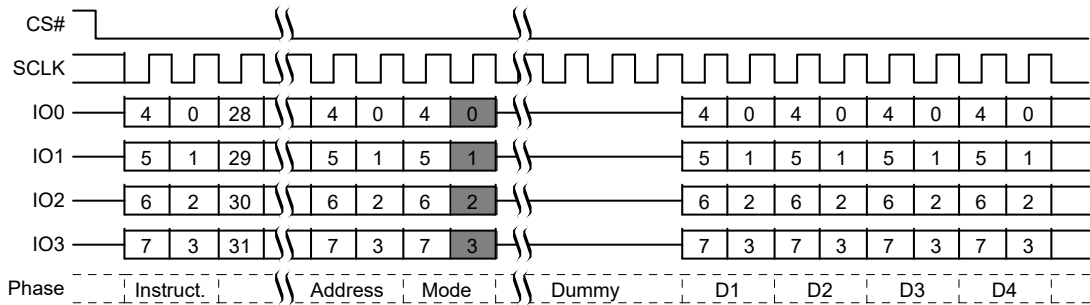 CS#
SCLK
IO0 4 0 28 4 0 4 0 4 0 4 0 4 0 4 0
IO1 5 1 29 5 1 5 1 5 1 5 1 5 1 5 1
IO2 6 2 30 6 2 6 2 6 2 6 2 6 2 6 2
IO3 7 3 31 7 3 7 3 7 3 7 3 7 3 7 3
Phase Instruct. Address Mode Dummy D1 D2 D3 D4